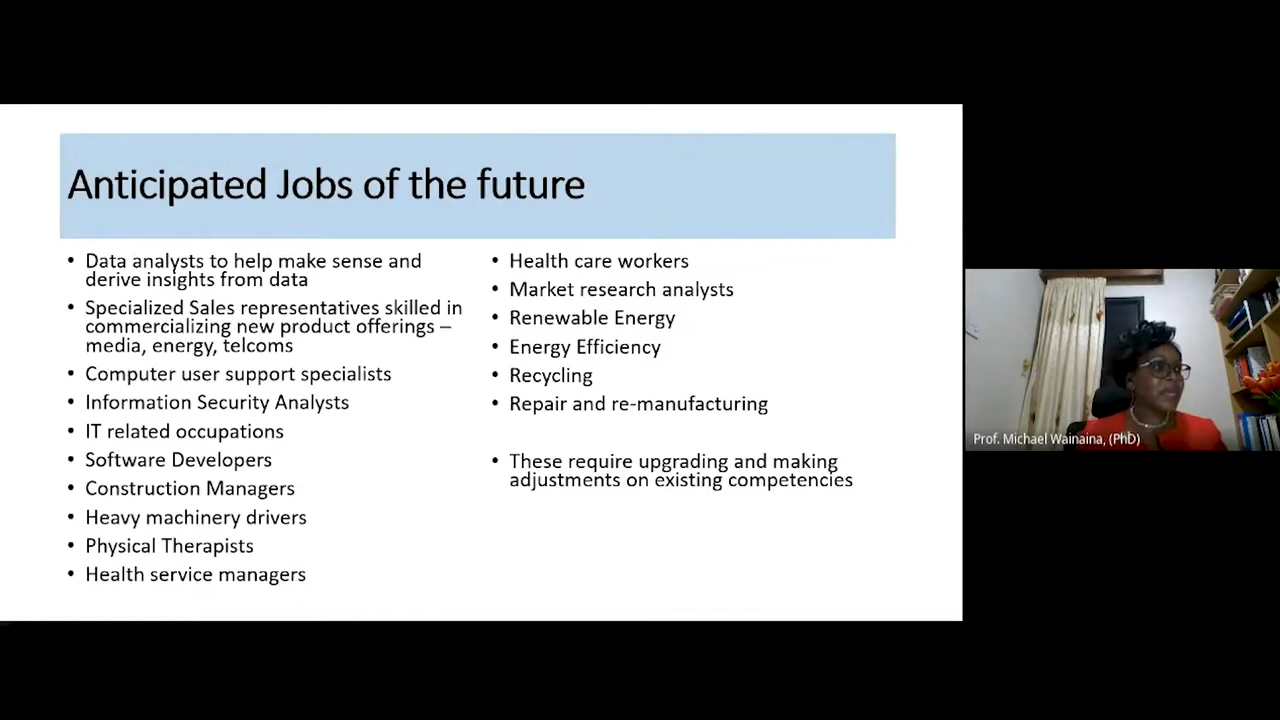 Anticipated Jobs of the future
• Data analysts to help make sense and
derive insights from data
• Specialized Sales representatives skilled in
commercializing new product offerings –
media, energy, telcoms
• Computer user support specialists
• Information Security Analysts
• IT related occupations
• Software Developers
• Construction Managers
• Heavy machinery drivers
• Physical Therapists
• Health service managers
• Health care workers
• Market research analysts
• Renewable Energy
• Energy Efficiency
• Recycling
• Repair and re-manufacturing
• These require upgrading and making
adjustments on existing competencies
Prof. Michael Wainaina, (PhD)